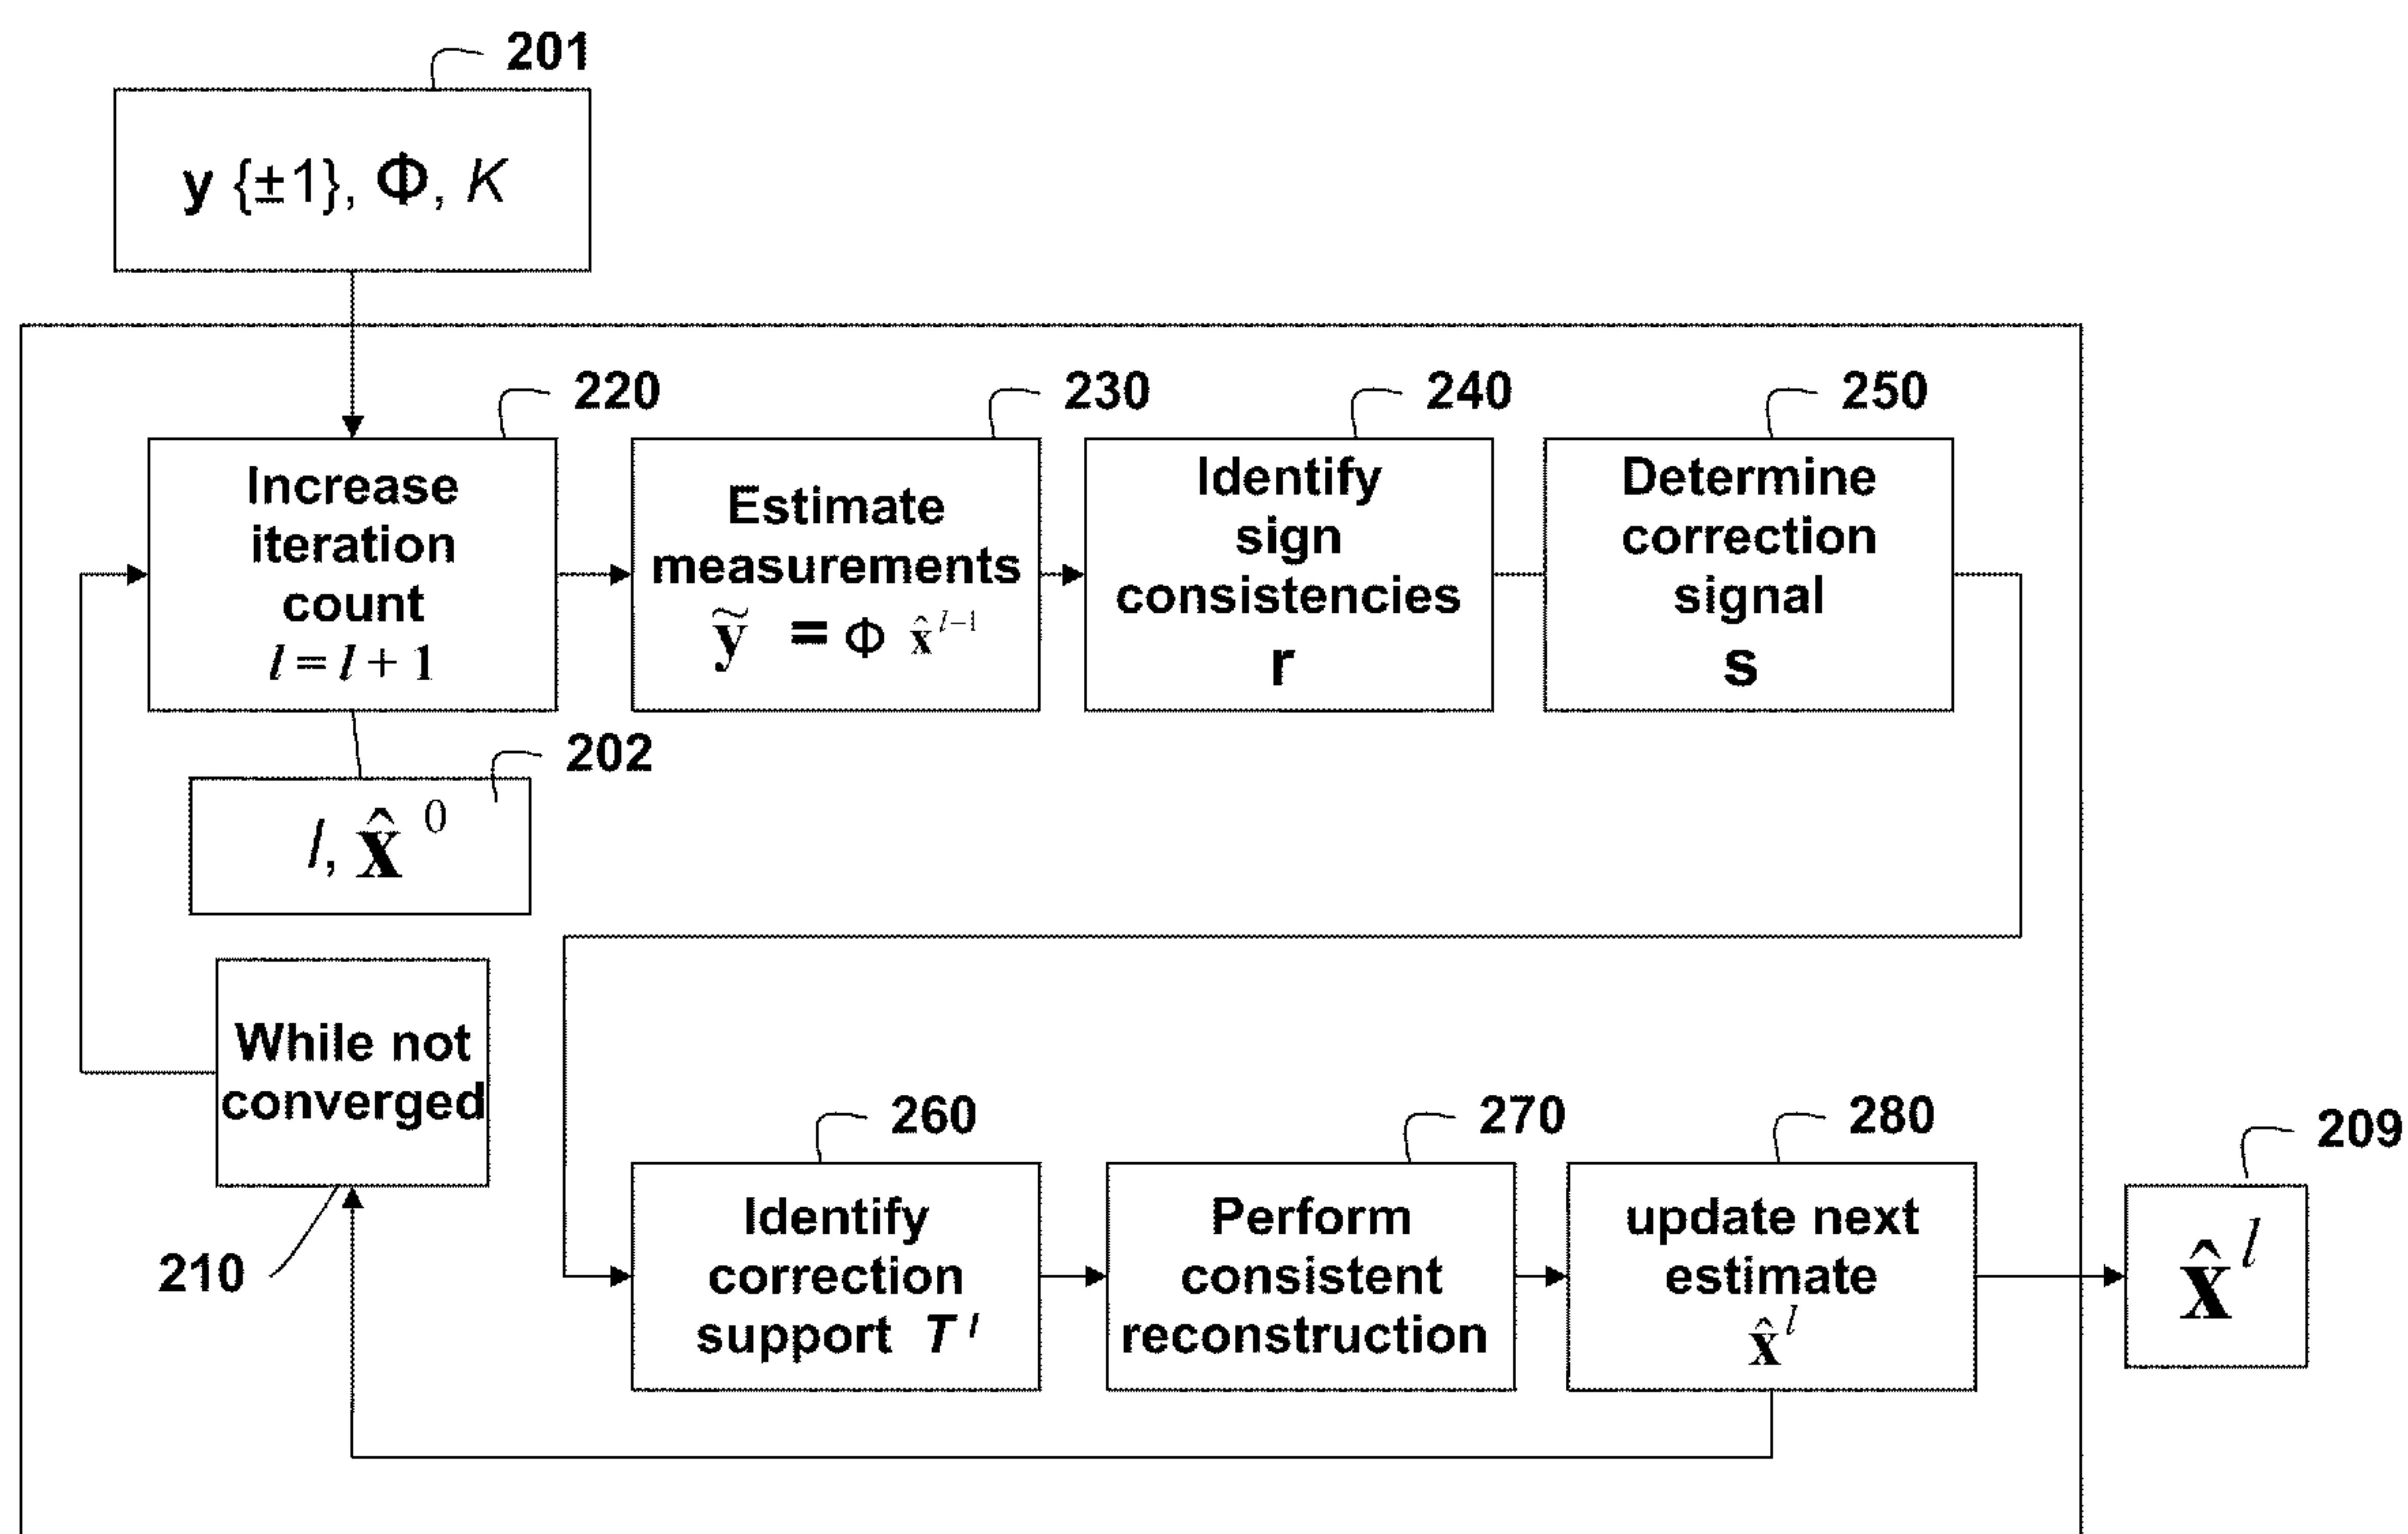 201
y {±1}, Φ, K
220
230
240
250
Increase
iteration
count
l = l + 1
Estimate
measurements
ỹ = Φ x̂^{l-1}
Identify
sign
consistencies
r
Determine
correction
signal
s
202
l, x̂^0
While not
converged
210
260
270
280
209
Identify
correction
support T^l
Perform
consistent
reconstruction
update next
estimate
x̂^l
x̂^l